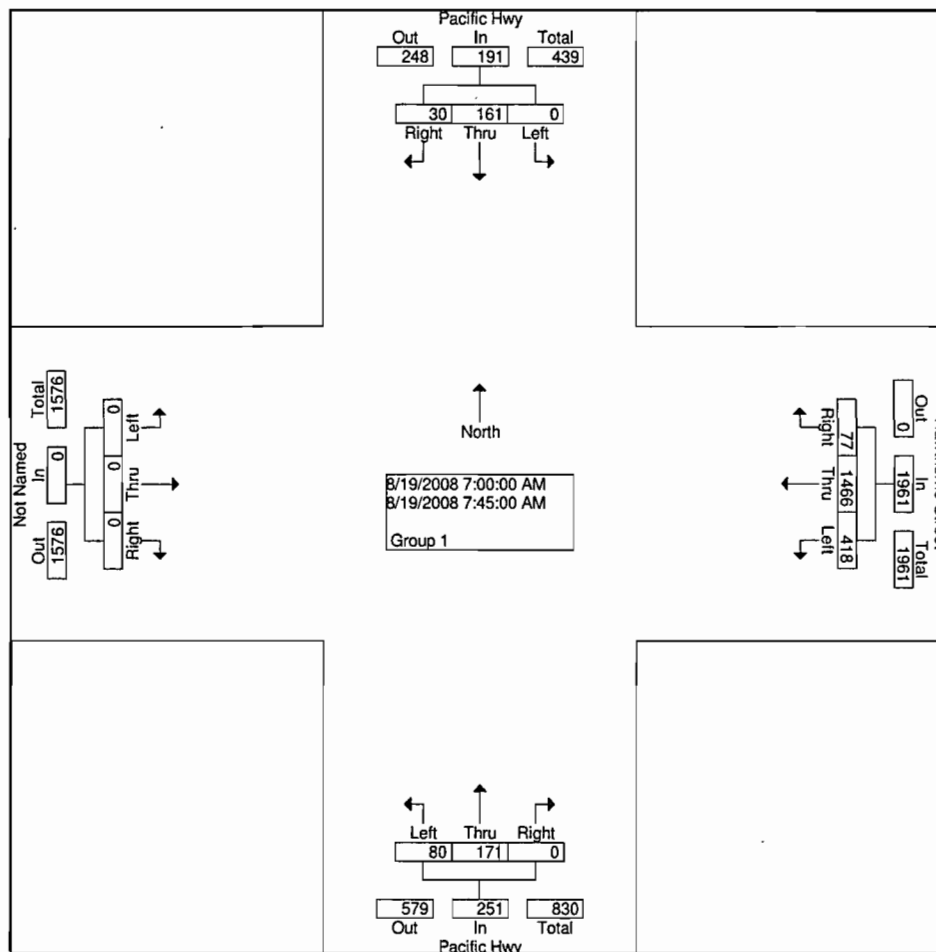 Pacific Hwy
Out In Total
248 191 439
30 161 0
Right Thru Left
North
8/19/2008 7:00:00 AM
8/19/2008 7:45:00 AM
Group 1
Not Named
Out In Total
1576 0 1576
0 0 0
Right Thru Left
Out In Total
0 1961 1961
77 1466 418
Right Thru Left
Left Thru Right
80 171 0
579 251 830
Out In Total
Pacific Hwy